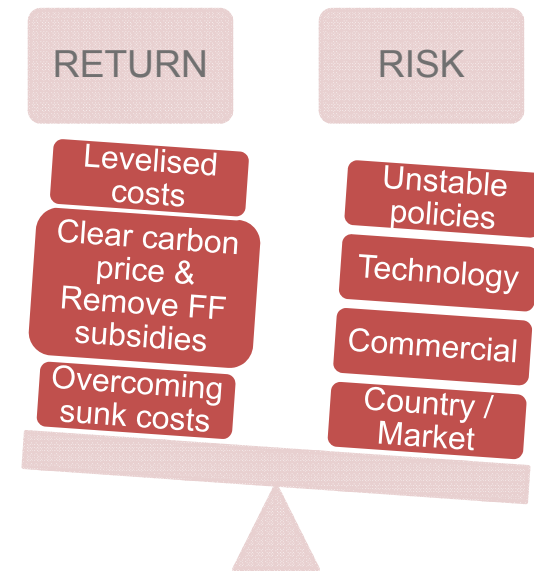 RETURN
RISK
Levelised
costs
Clear carbon
price &
Remove FF
subsidies
Overcoming
sunk costs
Unstable
policies
Technology
Commercial
Country /
Market